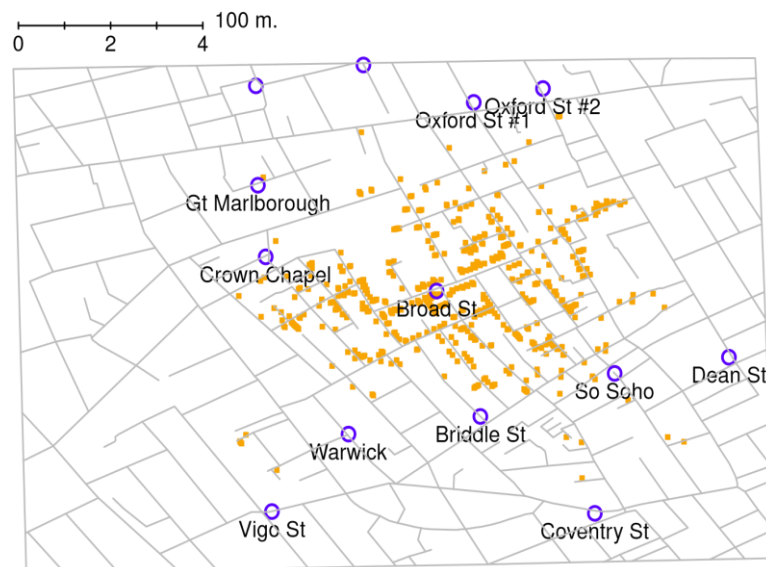 100 m.
0 2 4
Oxford St #2
Oxford St #1
Gt Marlborough
Crown Chapel
Broad St
Dean St
So Soho
Briddle St
Warwick
Vigo St
Coventry St